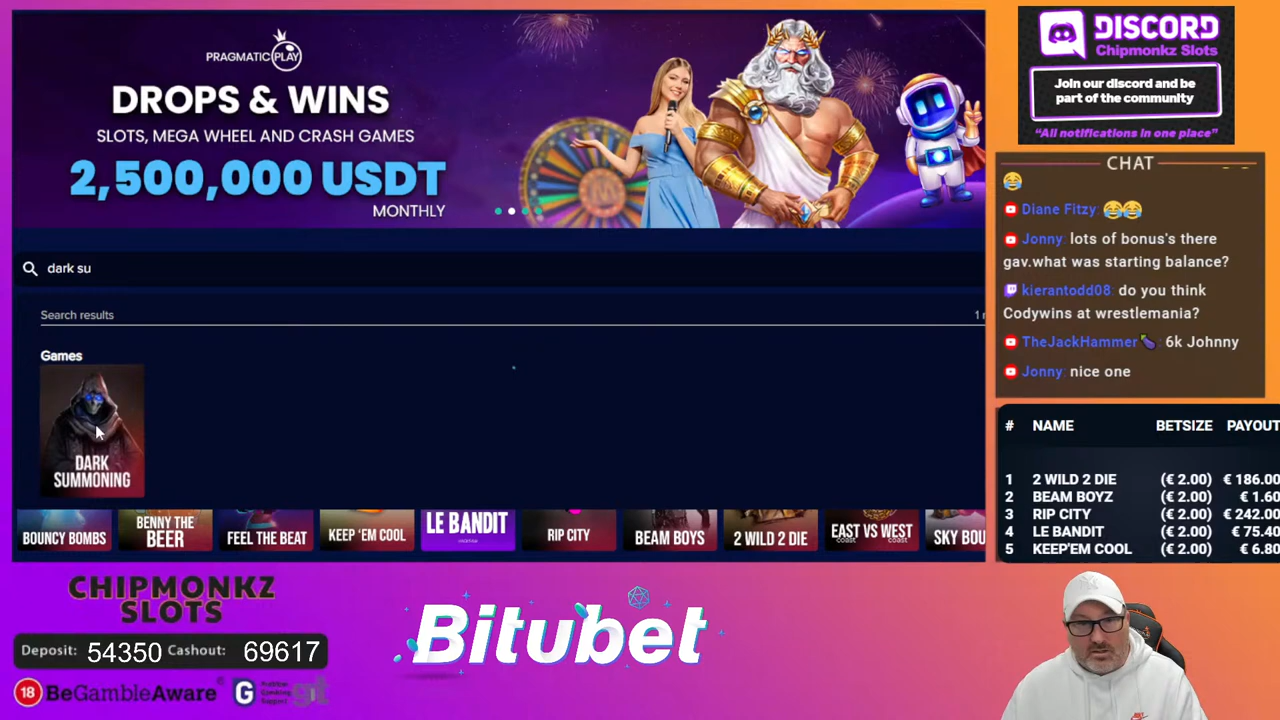 PRAGMATIC PLAY
DROPS & WINS
SLOTS, MEGA WHEEL AND CRASH GAMES
2,500,000 USDT
MONTHLY
dark su
Search results
Games
DARK
SUMMONING
BOUNCY BOMBS
BENNY THE
BEER
FEEL THE BEAT
KEEP 'EM COOL
LE BANDIT
RIP CITY
BEAM BOYS
2 WILD 2 DIE
EAST VS WEST
coast coast
SKY BOU
CHIPMONKZ
SLOTS
Deposit: 54350 Cashout: 69617
18 BeGambleAware
Bitubet
DISCORD
Chipmonkz Slots
Join our discord and be
part of the community
"All notifications in one place"
CHAT
Diane Fitzy:
Jonny: lots of bonus's there
gav.what was starting balance?
kierantodd08: do you think
Codywins at wrestlemania?
TheJackHammer: 6k Johnny
Jonny: nice one
# NAME BETSIZE PAYOUT
1 2 WILD 2 DIE (€ 2.00) € 186.00
2 BEAM BOYZ (€ 2.00) € 1.60
3 RIP CITY (€ 2.00) € 242.00
4 LE BANDIT (€ 2.00) € 75.40
5 KEEP'EM COOL (€ 2.00) € 6.80